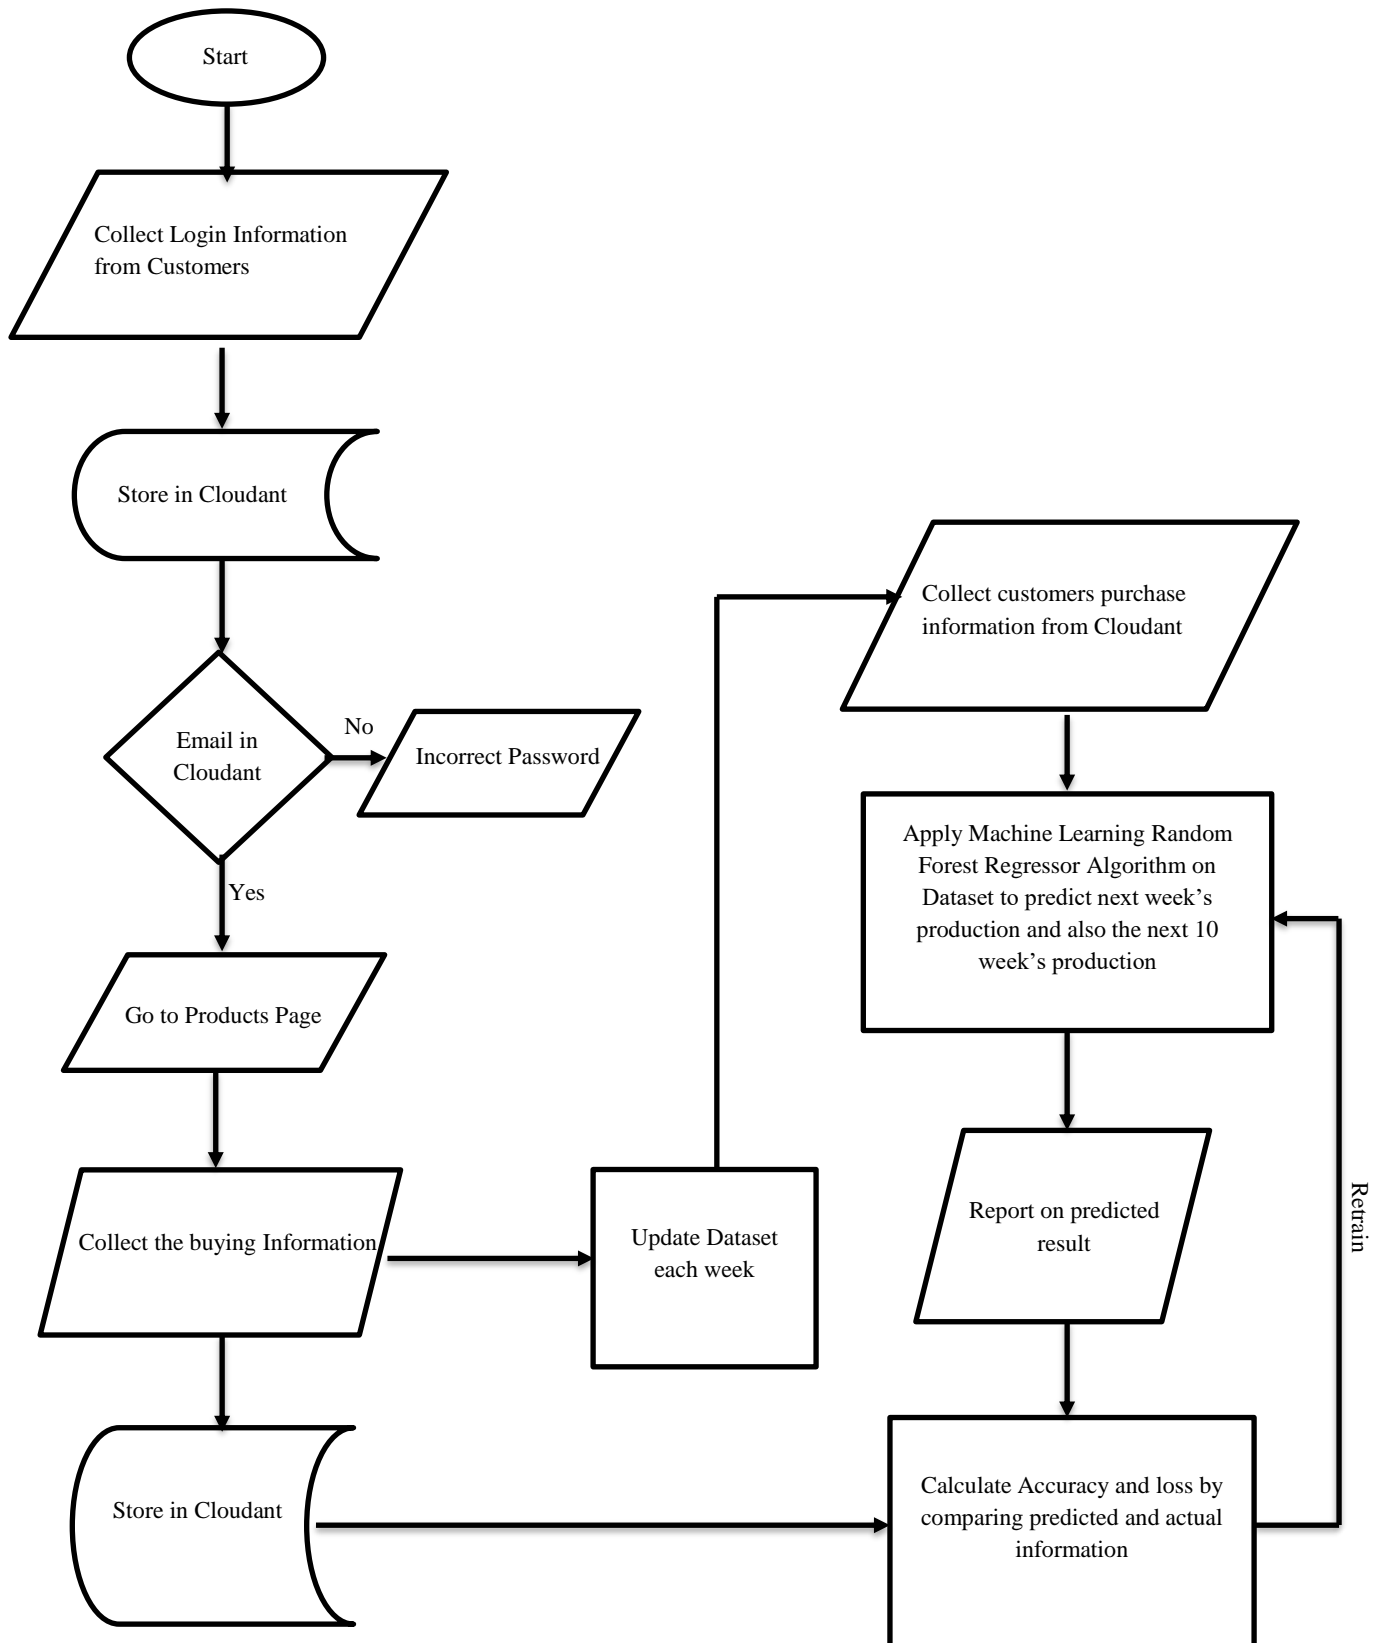 Start
Collect Login Information
from Customers
Store in Cloudant
Email in
Cloudant
No
Incorrect Password
Yes
Go to Products Page
Collect the buying Information
Update Dataset
each week
Store in Cloudant
Collect customers purchase
information from Cloudant
Apply Machine Learning Random
Forest Regressor Algorithm on
Dataset to predict next week’s
production and also the next 10
week’s production
Report on predicted
result
Retrain
Calculate Accuracy and loss by
comparing predicted and actual
information